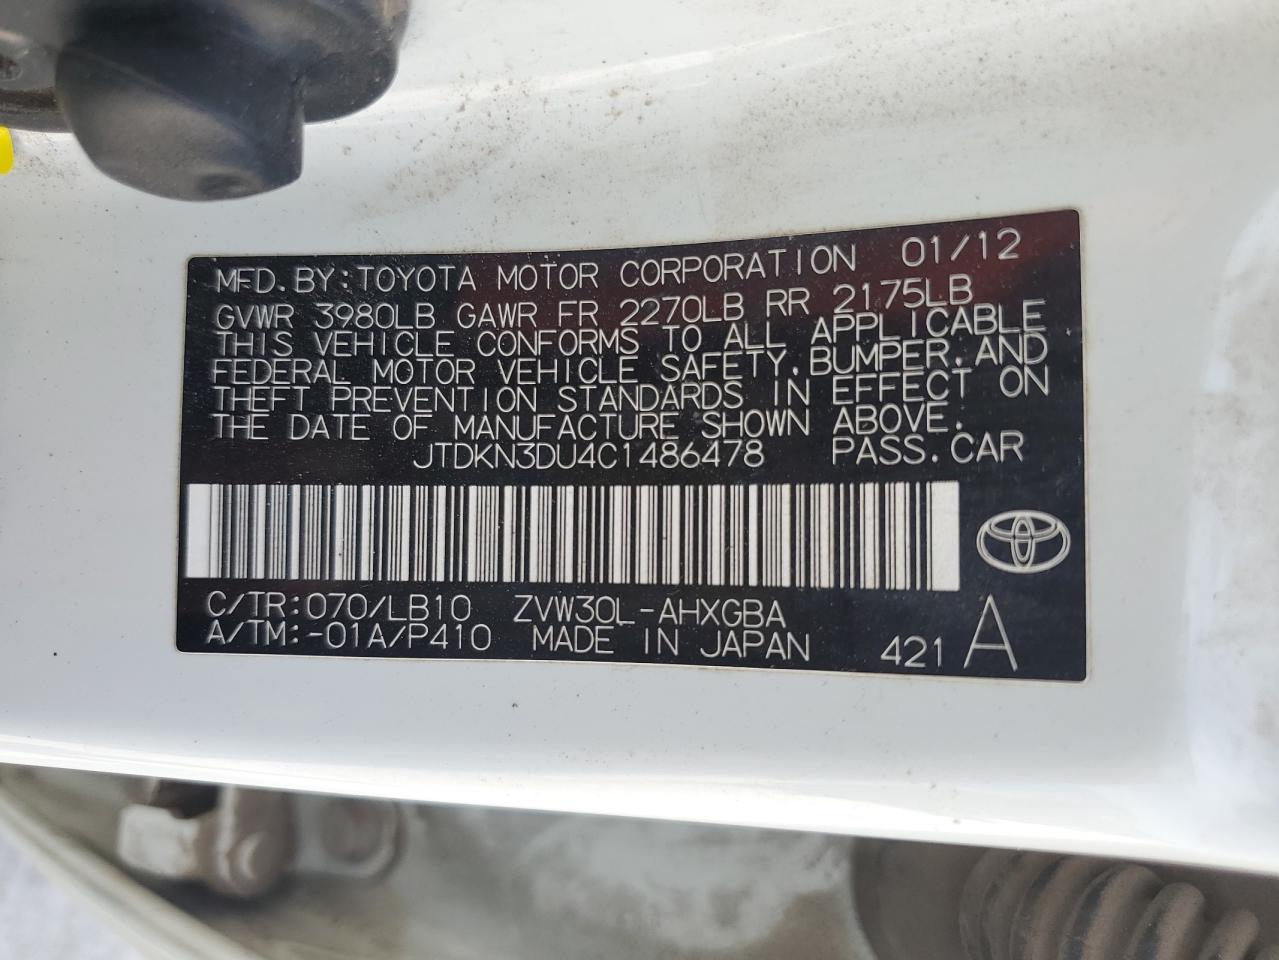 MFD.BY:TOYOTA MOTOR CORPORATION 01/12
GVWR 3980LB GAWR FR 2270LB RR 2175LB
THIS VEHICLE CONFORMS TO ALL APPLICABLE
FEDERAL MOTOR VEHICLE SAFETY,BUMPER,AND
THEFT PREVENTION STANDARDS IN EFFECT ON
THE DATE OF MANUFACTURE SHOWN ABOVE.
JTDKN3DU4C1486478 PASS.CAR
C/TR:070/LB10 ZVW30L-AHXGBA
A/TM:-01A/P410 MADE IN JAPAN 421 A